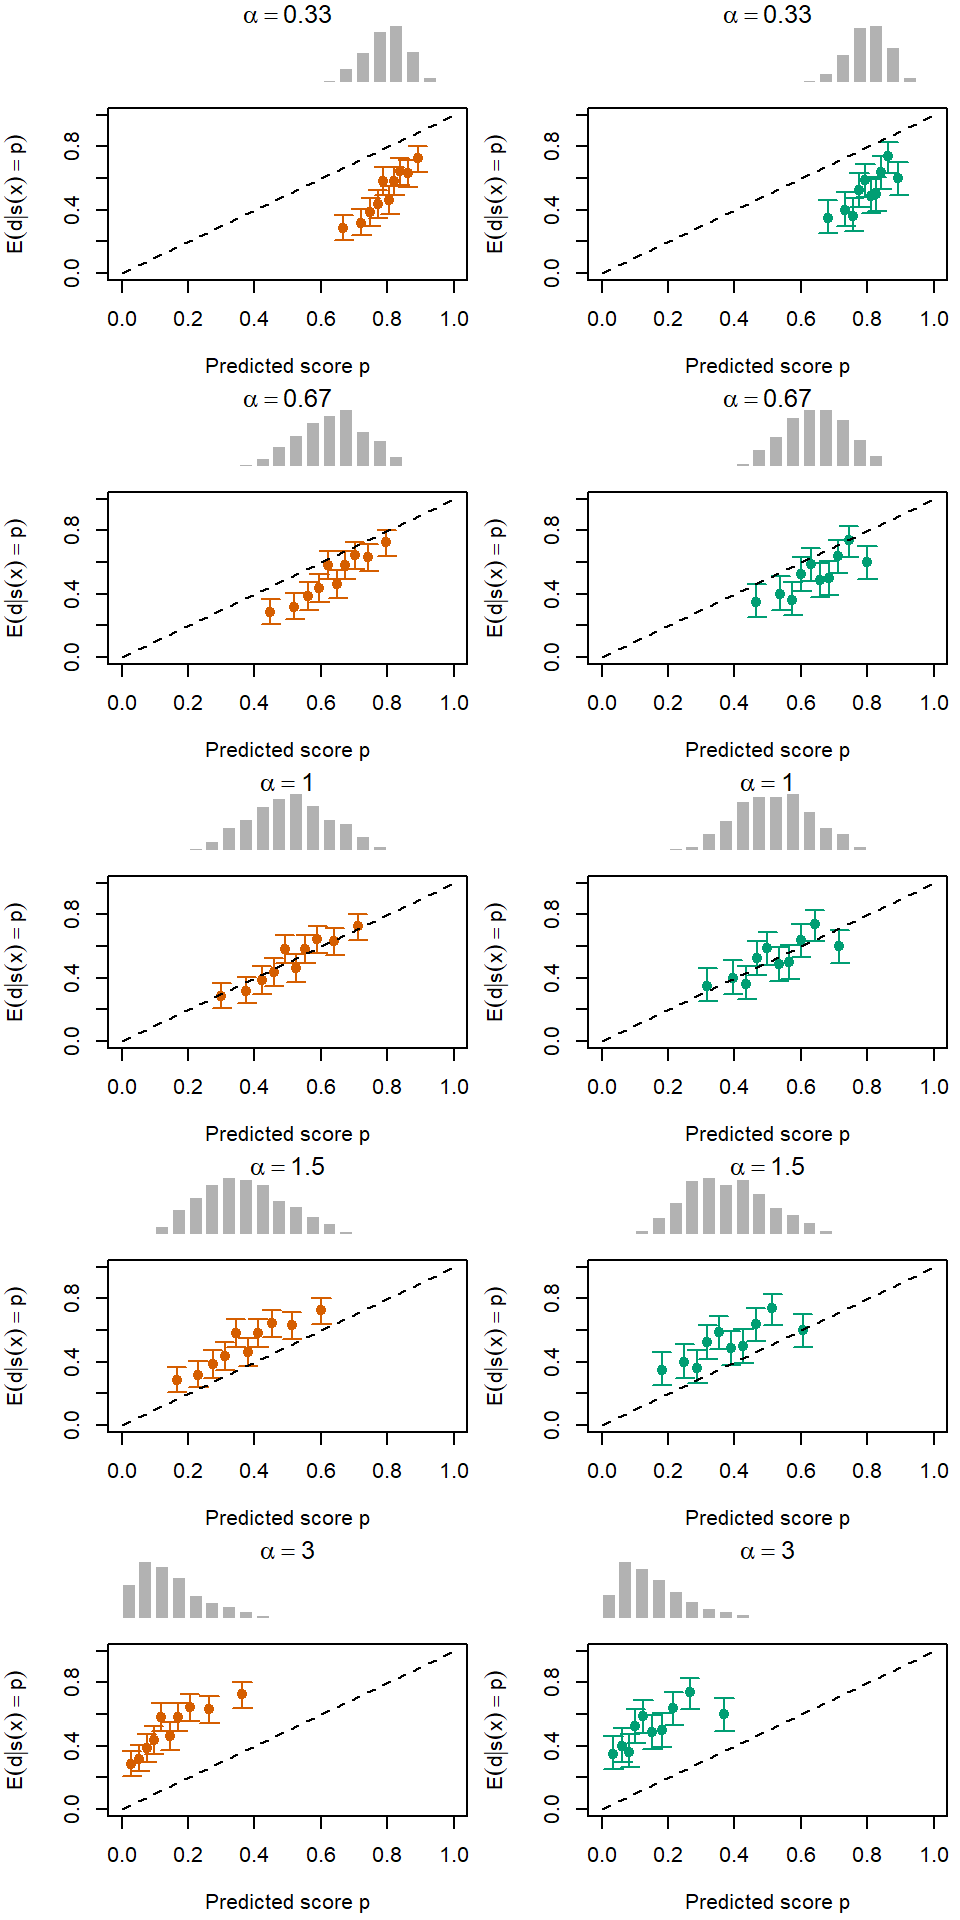 α = 0.33
α = 0.33
E(d|s(x) = p)
0.0 0.4 0.8
0.0 0.2 0.4 0.6 0.8 1.0
Predicted score p
E(d|s(x) = p)
0.0 0.4 0.8
0.0 0.2 0.4 0.6 0.8 1.0
Predicted score p
α = 0.67
α = 0.67
E(d|s(x) = p)
0.0 0.4 0.8
0.0 0.2 0.4 0.6 0.8 1.0
Predicted score p
E(d|s(x) = p)
0.0 0.4 0.8
0.0 0.2 0.4 0.6 0.8 1.0
Predicted score p
α = 1
α = 1
E(d|s(x) = p)
0.0 0.4 0.8
0.0 0.2 0.4 0.6 0.8 1.0
Predicted score p
E(d|s(x) = p)
0.0 0.4 0.8
0.0 0.2 0.4 0.6 0.8 1.0
Predicted score p
α = 1.5
α = 1.5
E(d|s(x) = p)
0.0 0.4 0.8
0.0 0.2 0.4 0.6 0.8 1.0
Predicted score p
E(d|s(x) = p)
0.0 0.4 0.8
0.0 0.2 0.4 0.6 0.8 1.0
Predicted score p
α = 3
α = 3
E(d|s(x) = p)
0.0 0.4 0.8
0.0 0.2 0.4 0.6 0.8 1.0
Predicted score p
E(d|s(x) = p)
0.0 0.4 0.8
0.0 0.2 0.4 0.6 0.8 1.0
Predicted score p